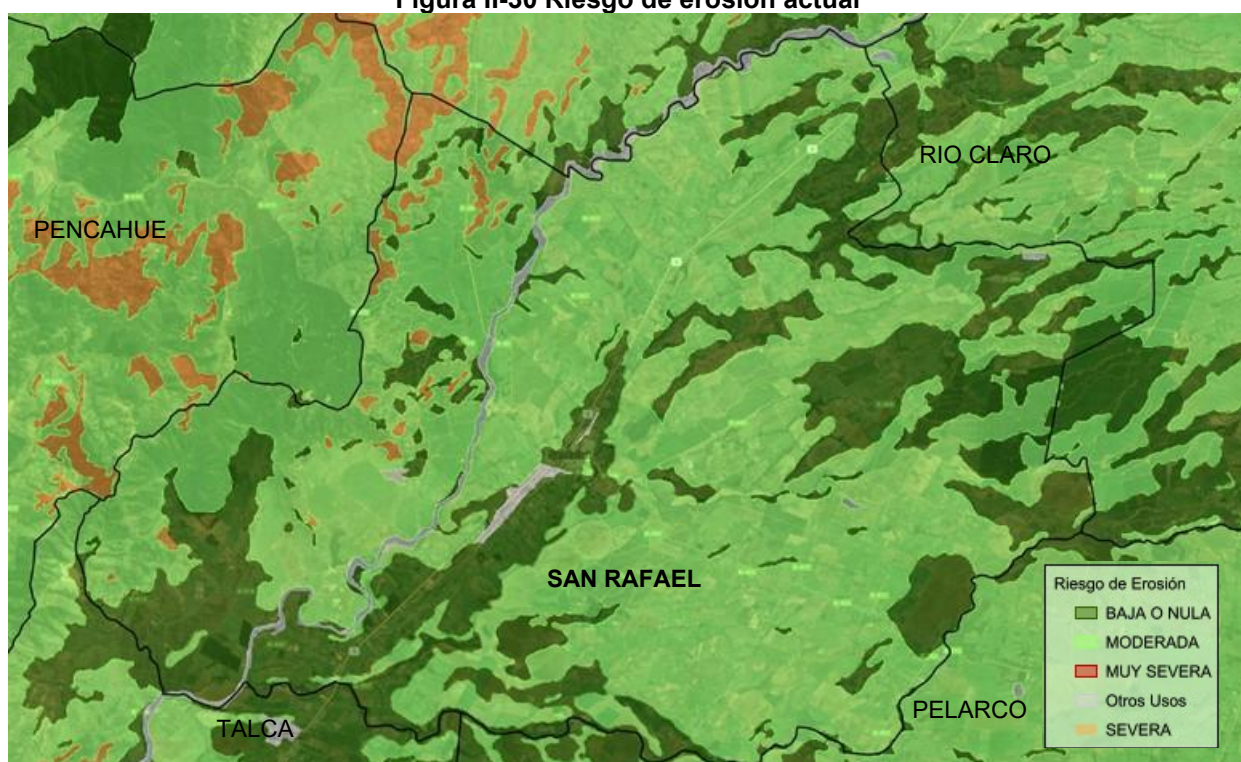 Figura II-30 Riesgo de erosión actual
RIO CLARO
PENCAHUE
SAN RAFAEL
PELARCO
TALCA
Riesgo de Erosión
BAJA O NULA
MODERADA
MUY SEVERA
Otros Usos
SEVERA